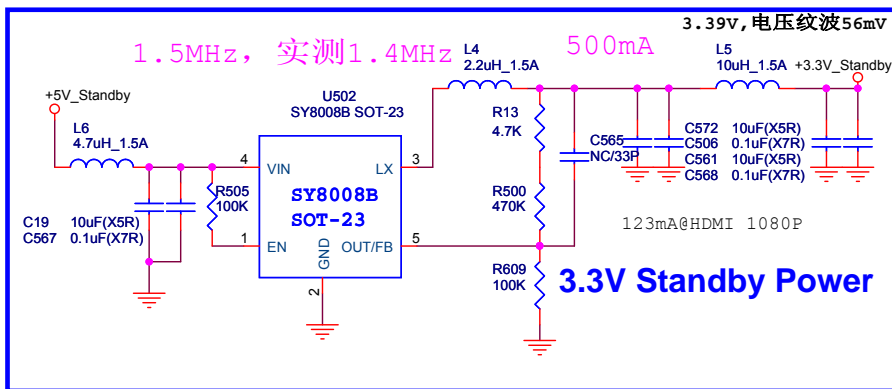 3.39V,电压纹波56mV
1.5MHz, 实测1.4MHz
500mA
L4
2.2uH_1.5A
L5
10uH_1.5A
+3.3V_Standby
+5V_Standby
U502
SY8008B SOT-23
L6
4.7uH_1.5A
R13
4.7K
C565
NC/33P
C572 10uF(X5R)
C506 0.1uF(X7R)
C561 10uF(X5R)
C568 0.1uF(X7R)
4
VIN
LX
3
R505
100K
SY8008B
SOT-23
R500
470K
C19 10uF(X5R)
C567 0.1uF(X7R)
123mA@HDMI 1080P
1
EN
GND
OUT/FB
5
2
R609
100K
3.3V Standby Power